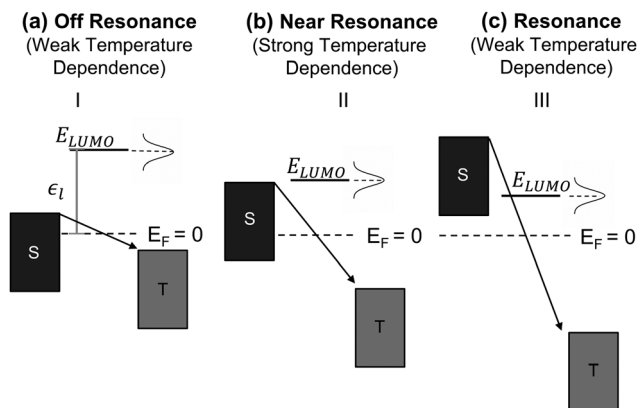 (a) Off Resonance
(Weak Temperature
Dependence)
I
E_LUMO
ϵ_l
S
E_F = 0
T
(b) Near Resonance
(Strong Temperature
Dependence)
II
E_LUMO
S
E_F = 0
T
(c) Resonance
(Weak Temperature
Dependence)
III
S
E_LUMO
E_F = 0
T